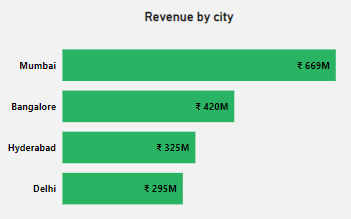 Revenue by city
Mumbai ₹ 669M
Bangalore ₹ 420M
Hyderabad ₹ 325M
Delhi ₹ 295M